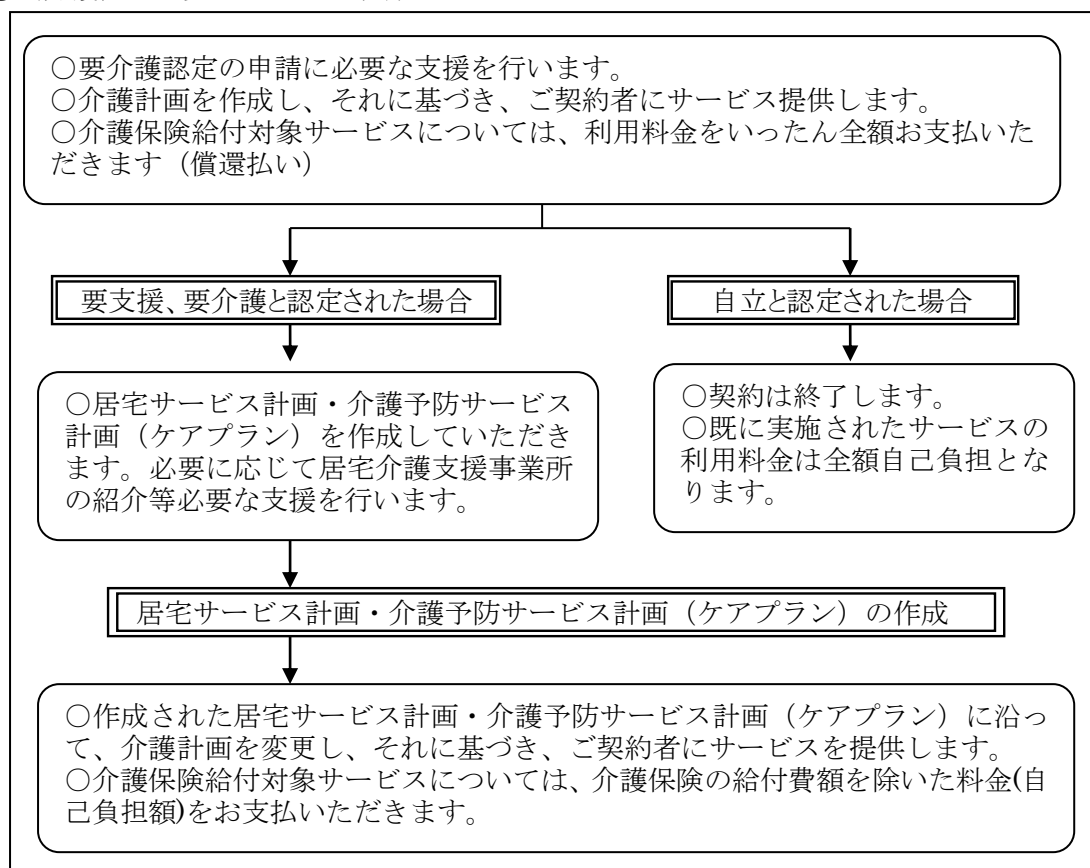 ○要介護認定の申請に必要な支援を行います。
○介護計画を作成し、それに基づき、ご契約者にサービス提供します。
○介護保険給付対象サービスについては、利用料金をいったん全額お支払いた
だきます（償還払い）
要支援、要介護と認定された場合
自立と認定された場合
○居宅サービス計画・介護予防サービス
計画（ケアプラン）を作成していただき
ます。必要に応じて居宅介護支援事業所
の紹介等必要な支援を行います。
○契約は終了します。
○既に実施されたサービスの
利用料金は全額自己負担とな
ります。
居宅サービス計画・介護予防サービス計画（ケアプラン）の作成
○作成された居宅サービス計画・介護予防サービス計画（ケアプラン）に沿っ
て、介護計画を変更し、それに基づき、ご契約者にサービスを提供します。
○介護保険給付対象サービスについては、介護保険の給付費額を除いた料金(自
己負担額)をお支払いただきます。